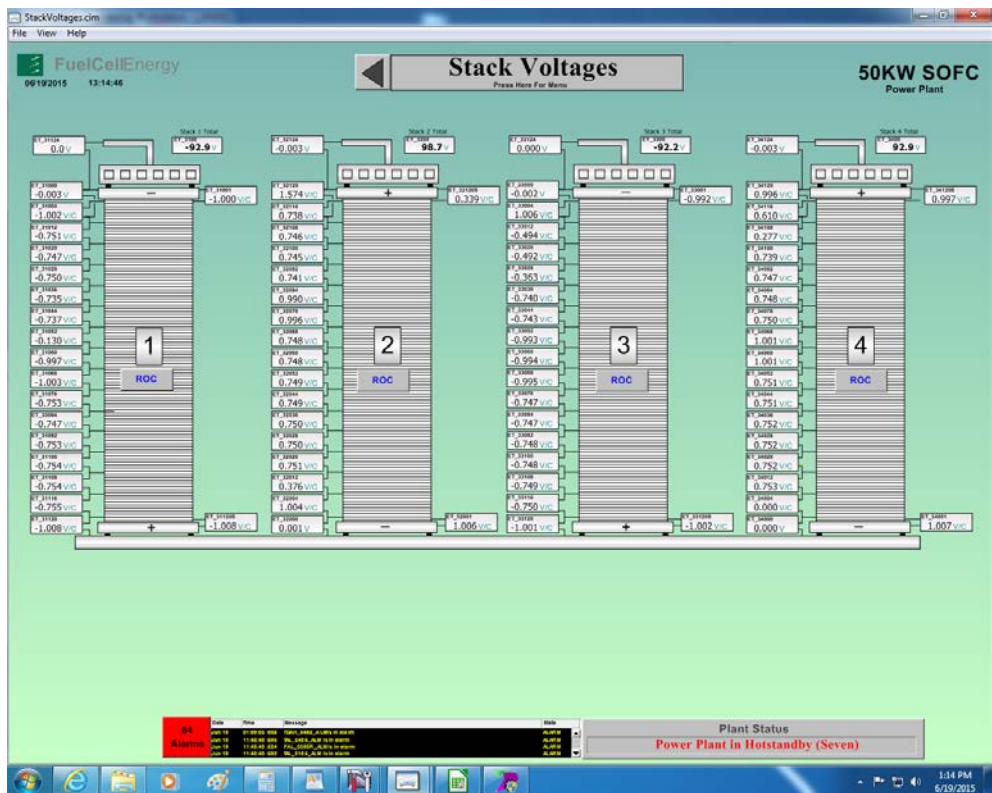 StackVoltages.cim
File View Help
FuelCellEnergy
06/19/2015 13:14:46
Stack Voltages
Press Here For Menu
50KW SOFC
Power Plant
Stack 1 Total
-92.9 V
0.0 V
-0.003 V
-1.002 V/C
-0.751 V/C
-0.747 V/C
-0.750 V/C
-0.735 V/C
-0.737 V/C
-0.130 V/C
-0.997 V/C
-1.003 V/C
-0.753 V/C
-0.747 V/C
-0.753 V/C
-0.754 V/C
-0.754 V/C
-0.755 V/C
-1.008 V/C
-1.000 V/C
-
1
ROC
+
-1.008 V/C
Stack 2 Total
98.7 V
-0.003 V
1.574 V/C
0.738 V/C
0.746 V/C
0.745 V/C
0.741 V/C
0.990 V/C
0.996 V/C
0.748 V/C
0.748 V/C
0.749 V/C
0.749 V/C
0.750 V/C
0.750 V/C
0.751 V/C
0.376 V/C
1.004 V/C
0.001 V
0.339 V/C
+
2
ROC
-
1.006 V/C
Stack 3 Total
-92.2 V
0.000 V
-0.002 V
1.006 V/C
-0.494 V/C
-0.492 V/C
-0.363 V/C
-0.740 V/C
-0.743 V/C
-0.993 V/C
-0.994 V/C
-0.995 V/C
-0.747 V/C
-0.747 V/C
-0.748 V/C
-0.748 V/C
-0.749 V/C
-0.750 V/C
-1.001 V/C
-0.992 V/C
-
3
ROC
+
-1.002 V/C
Stack 4 Total
92.9 V
-0.003 V
0.996 V/C
0.610 V/C
0.277 V/C
0.739 V/C
0.747 V/C
0.748 V/C
0.750 V/C
1.001 V/C
1.001 V/C
0.751 V/C
0.751 V/C
0.752 V/C
0.752 V/C
0.752 V/C
0.753 V/C
0.000 V/C
0.000 V
0.997 V/C
+
4
ROC
-
1.007 V/C
64
Alarms
Date Time Message State
Plant Status
Power Plant in Hotstandby (Seven)
1:14 PM
6/19/2015